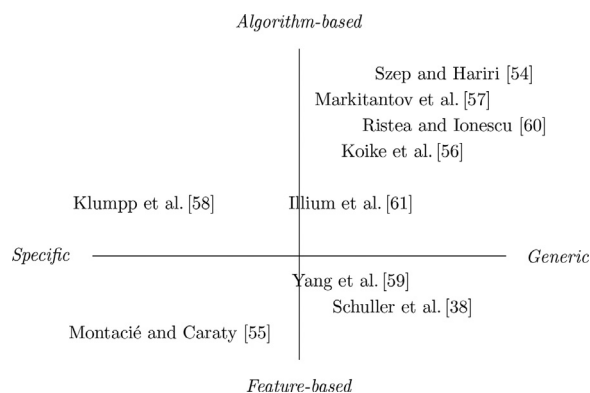 Algorithm-based
Szep and Hariri [54]
Markitantov et al. [57]
Ristea and Ionescu [60]
Koike et al. [56]
Klumpp et al. [58]
Illium et al. [61]
Specific
Generic
Yang et al. [59]
Schuller et al. [38]
Montacié and Caraty [55]
Feature-based